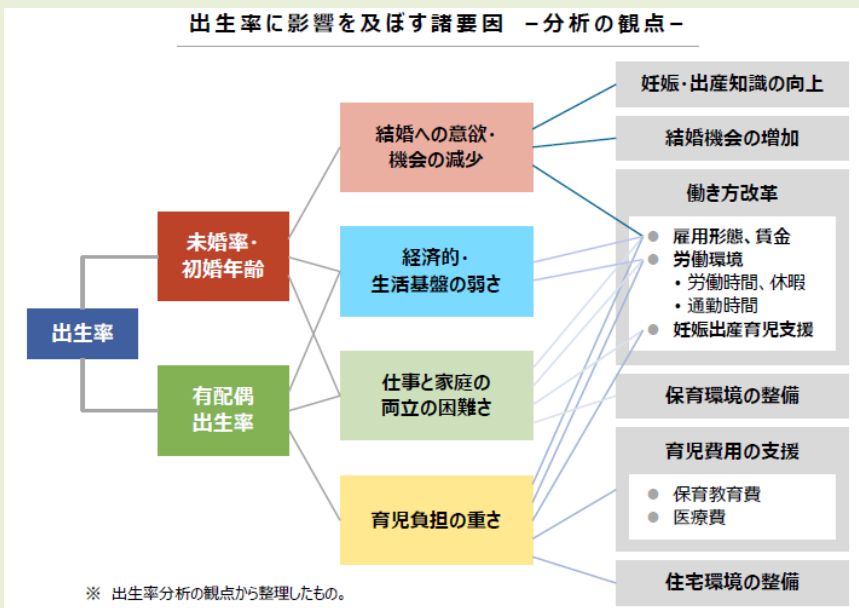 出生率に影響を及ぼす諸要因 −分析の観点−
出生率
未婚率・
初婚年齢
有配偶
出生率
結婚への意欲・
機会の減少
経済的・
生活基盤の弱さ
仕事と家庭の
両立の困難さ
育児負担の重さ
妊娠・出産知識の向上
結婚機会の増加
働き方改革
● 雇用形態、賃金
● 労働環境
・労働時間、休暇
・通勤時間
● 妊娠出産育児支援
保育環境の整備
育児費用の支援
● 保育教育費
● 医療費
住宅環境の整備
※ 出生率分析の観点から整理したもの。